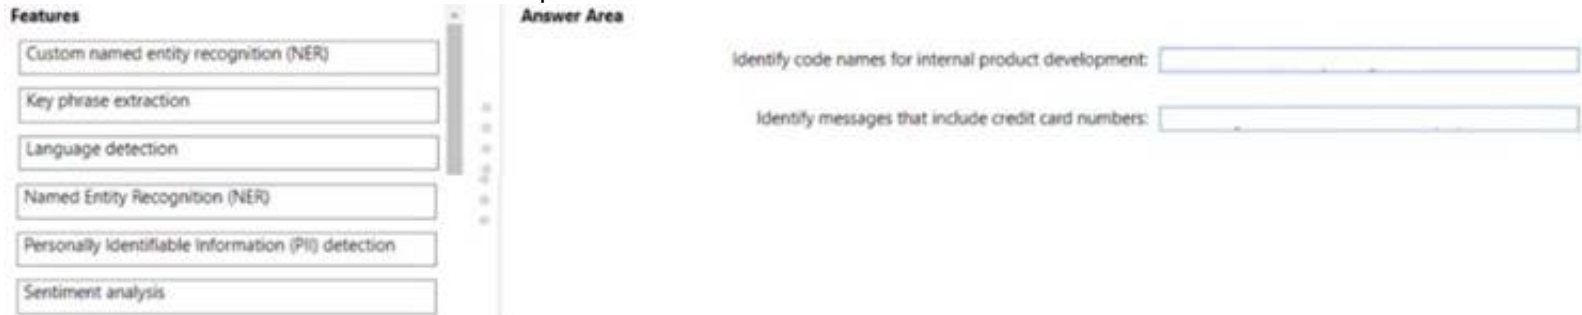 Features
Custom named entity recognition (NER)
Key phrase extraction
Language detection
Named Entity Recognition (NER)
Personally Identifiable Information (PII) detection
Sentiment analysis
Answer Area
Identify code names for internal product development:
Identify messages that include credit card numbers: